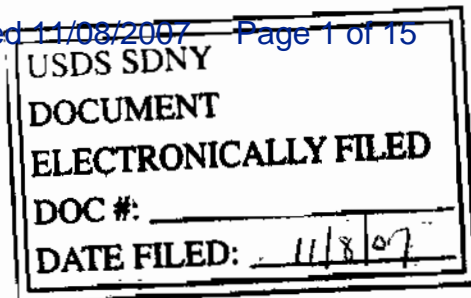 ed 11/08/2007 Page 1 of 15
USDS SDNY
DOCUMENT
ELECTRONICALLY FILED
DOC #:
DATE FILED: 11/8/07